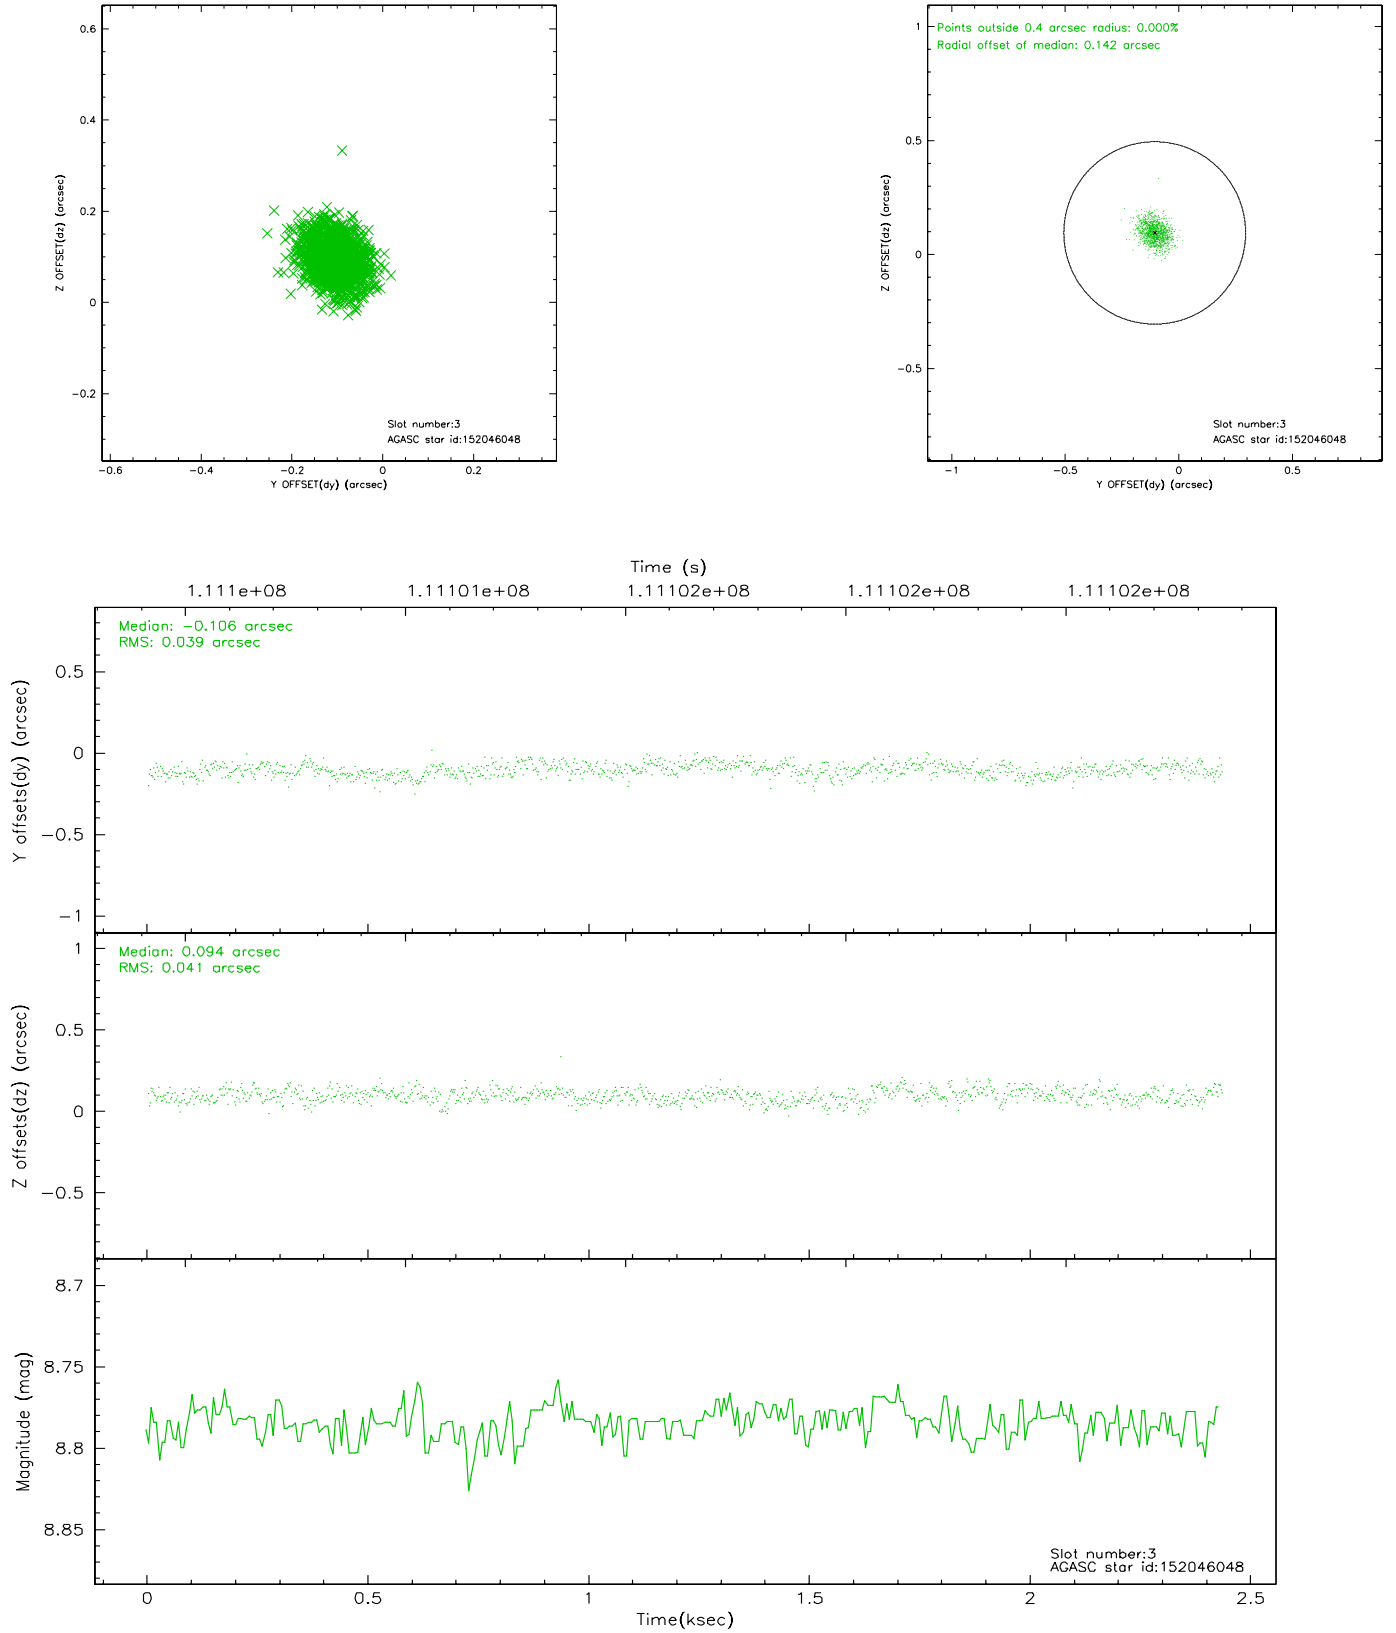 0.6
0.4
0.2
0
−0.2
Z OFFSET(dz) (arcsec)
Slot number:3
AGASC star id:152046048
−0.6 −0.4 −0.2 0 0.2
Y OFFSET(dy) (arcsec)
Points outside 0.4 arcsec radius: 0.000%
Radial offset of median: 0.142 arcsec
1
0.5
0
−0.5
Z OFFSET(dz) (arcsec)
Slot number:3
AGASC star id:152046048
−1 −0.5 0 0.5
Y OFFSET(dy) (arcsec)
Time (s)
1.111e+08 1.11101e+08 1.11102e+08 1.11102e+08 1.11102e+08
Median: −0.106 arcsec
RMS: 0.039 arcsec
0.5
0
−0.5
−1
Y offsets(dy) (arcsec)
Median: 0.094 arcsec
RMS: 0.041 arcsec
1
0.5
0
−0.5
Z offsets(dz) (arcsec)
8.7
8.75
8.8
8.85
Magnitude (mag)
Slot number:3
AGASC star id:152046048
0 0.5 1 1.5 2 2.5
Time(ksec)